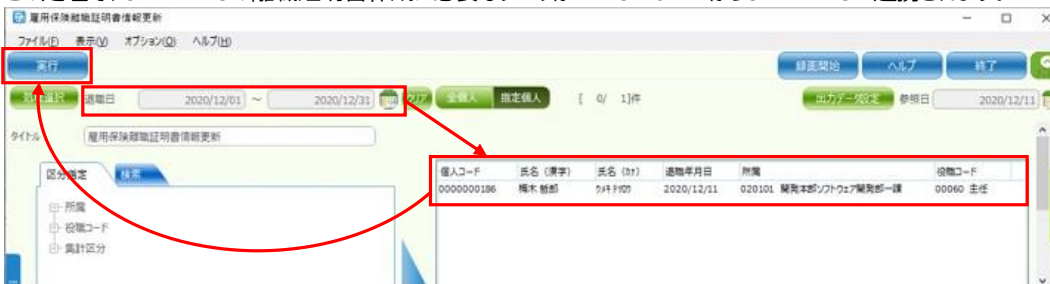 雇用保険離職証明書情報更新
ファイル(F) 表示(V) オプション(O) ヘルプ(H)
実行 録画開始 ヘルプ 終了
処理選択 退職日 2020/12/01 ~ 2020/12/31 クリア 全個人 指定個人 [ 0/ 1]件 出力データ設定 参照日 2020/12/11
タイトル 雇用保険離職証明書情報更新
区分指定 検索
個人コード 氏名（漢字） 氏名（カナ） 退職年月日 所属 役職コード
0000000186 梅木 2020/12/11 020101 開発本部ソフトウェア開発部一課 00060 主任
所属
役職コード
集計区分